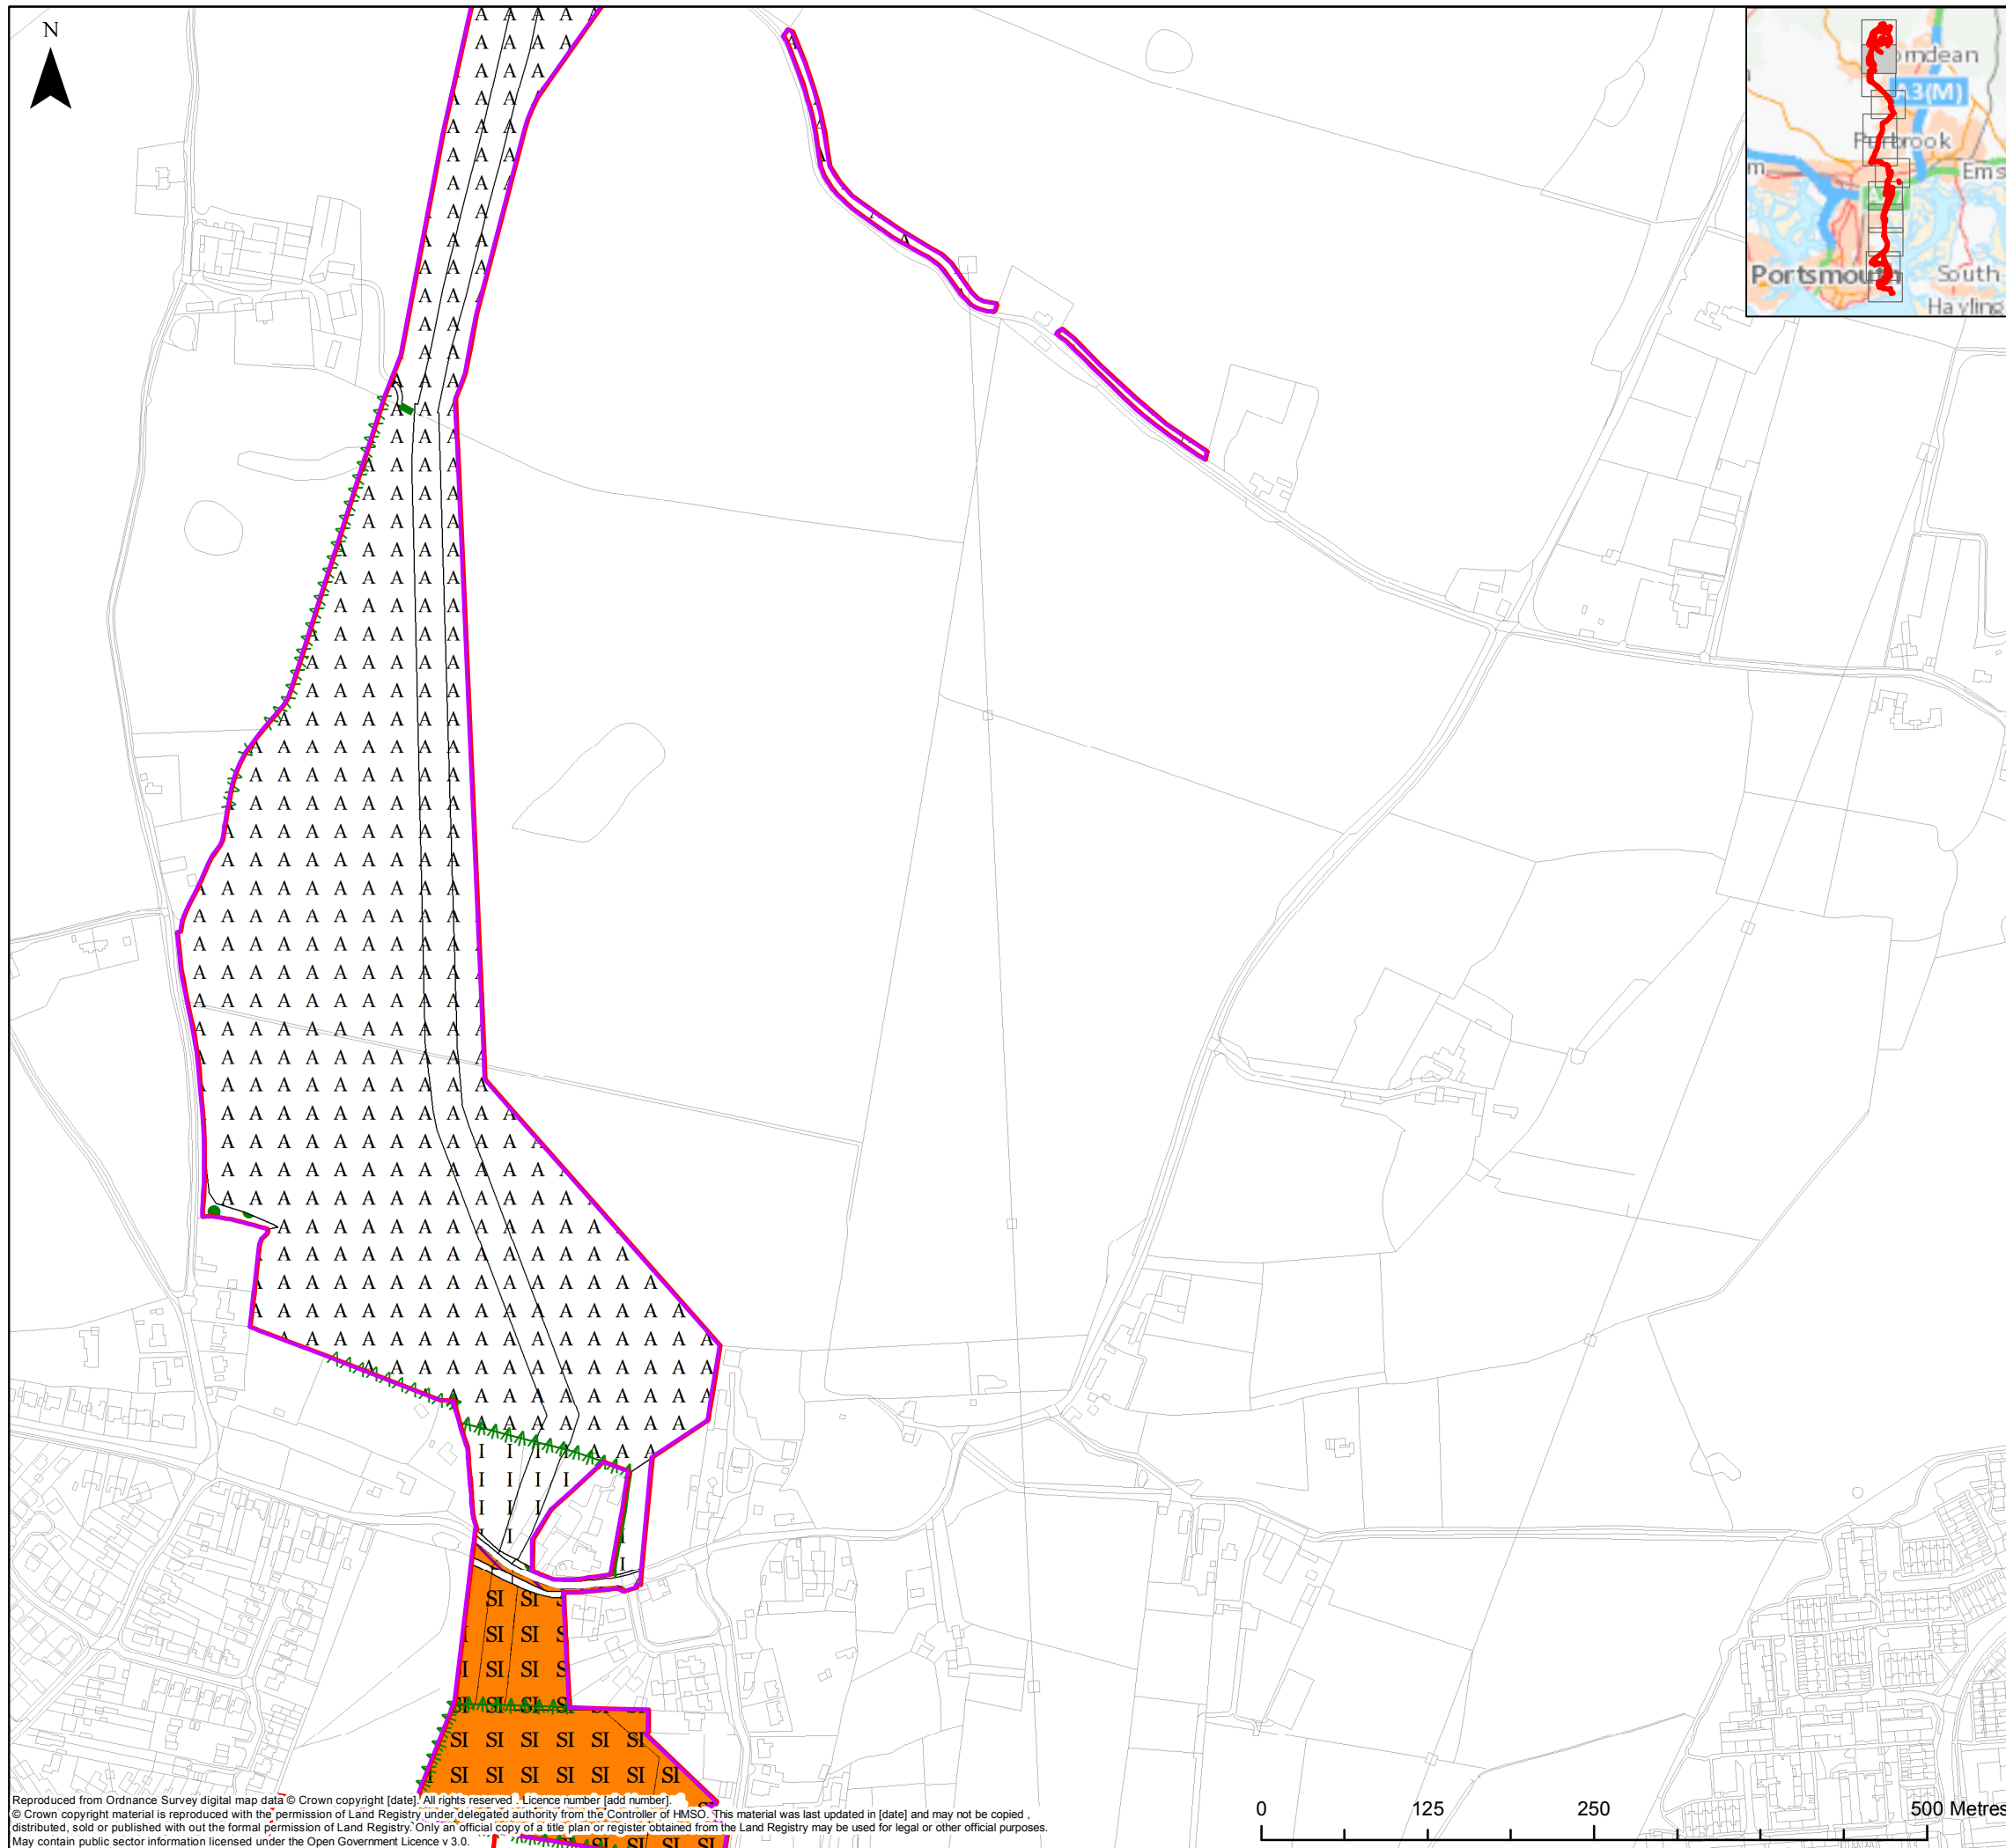 N
omdean
A3(M)
Purbrook
Ems
Portsmouth
South
Hayling
Reproduced from Ordnance Survey digital map data © Crown copyright [date]. All rights reserved . Licence number [add number].
© Crown copyright material is reproduced with the permission of Land Registry under delegated authority from the Controller of HMSO. This material was last updated in [date] and may not be copied ,
distributed, sold or published with out the formal permission of Land Registry. Only an official copy of a title plan or register obtained from the Land Registry may be used for legal or other official purposes.
May contain public sector information licensed under the Open Government Licence v 3.0.
0 125 250 500 Metres